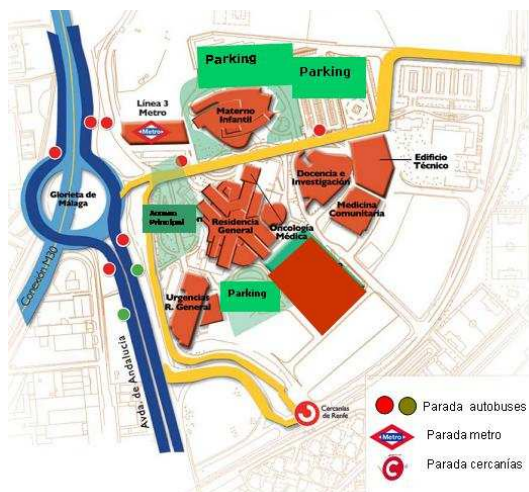 Parking
Parking
Línea 3
Metro
Metro
Materno
Infantil
Glorieta de
Málaga
Docencia e
Investigación
Edificio
Técnico
Medicina
Comunitaria
Acceso
Principal
Residencia
General
Oncología
Médica
Conexión M30
Urgencias
R. General
Parking
Avda. de Andalucía
Cercanías
de Renfe
Parada autobuses
Metro
Parada metro
Parada cercanías